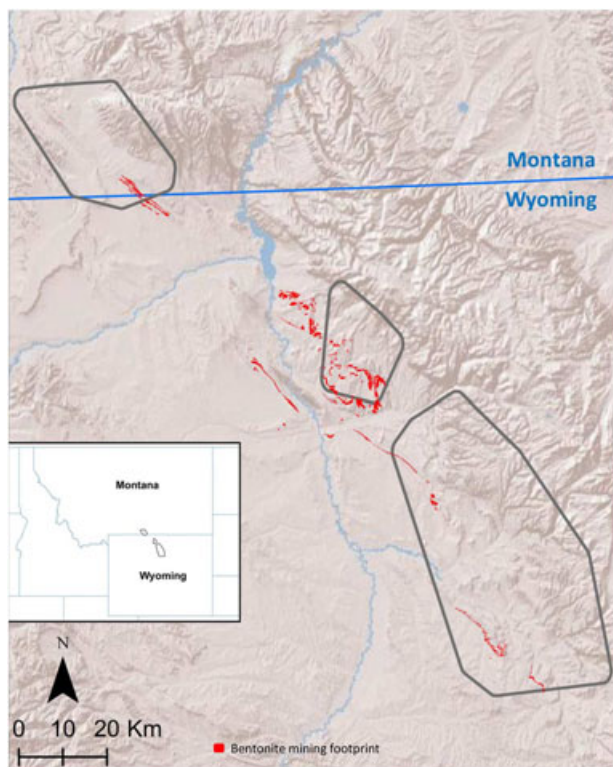 Montana
Wyoming
Montana
Wyoming
N
0 10 20 Km
Bentonite mining footprint